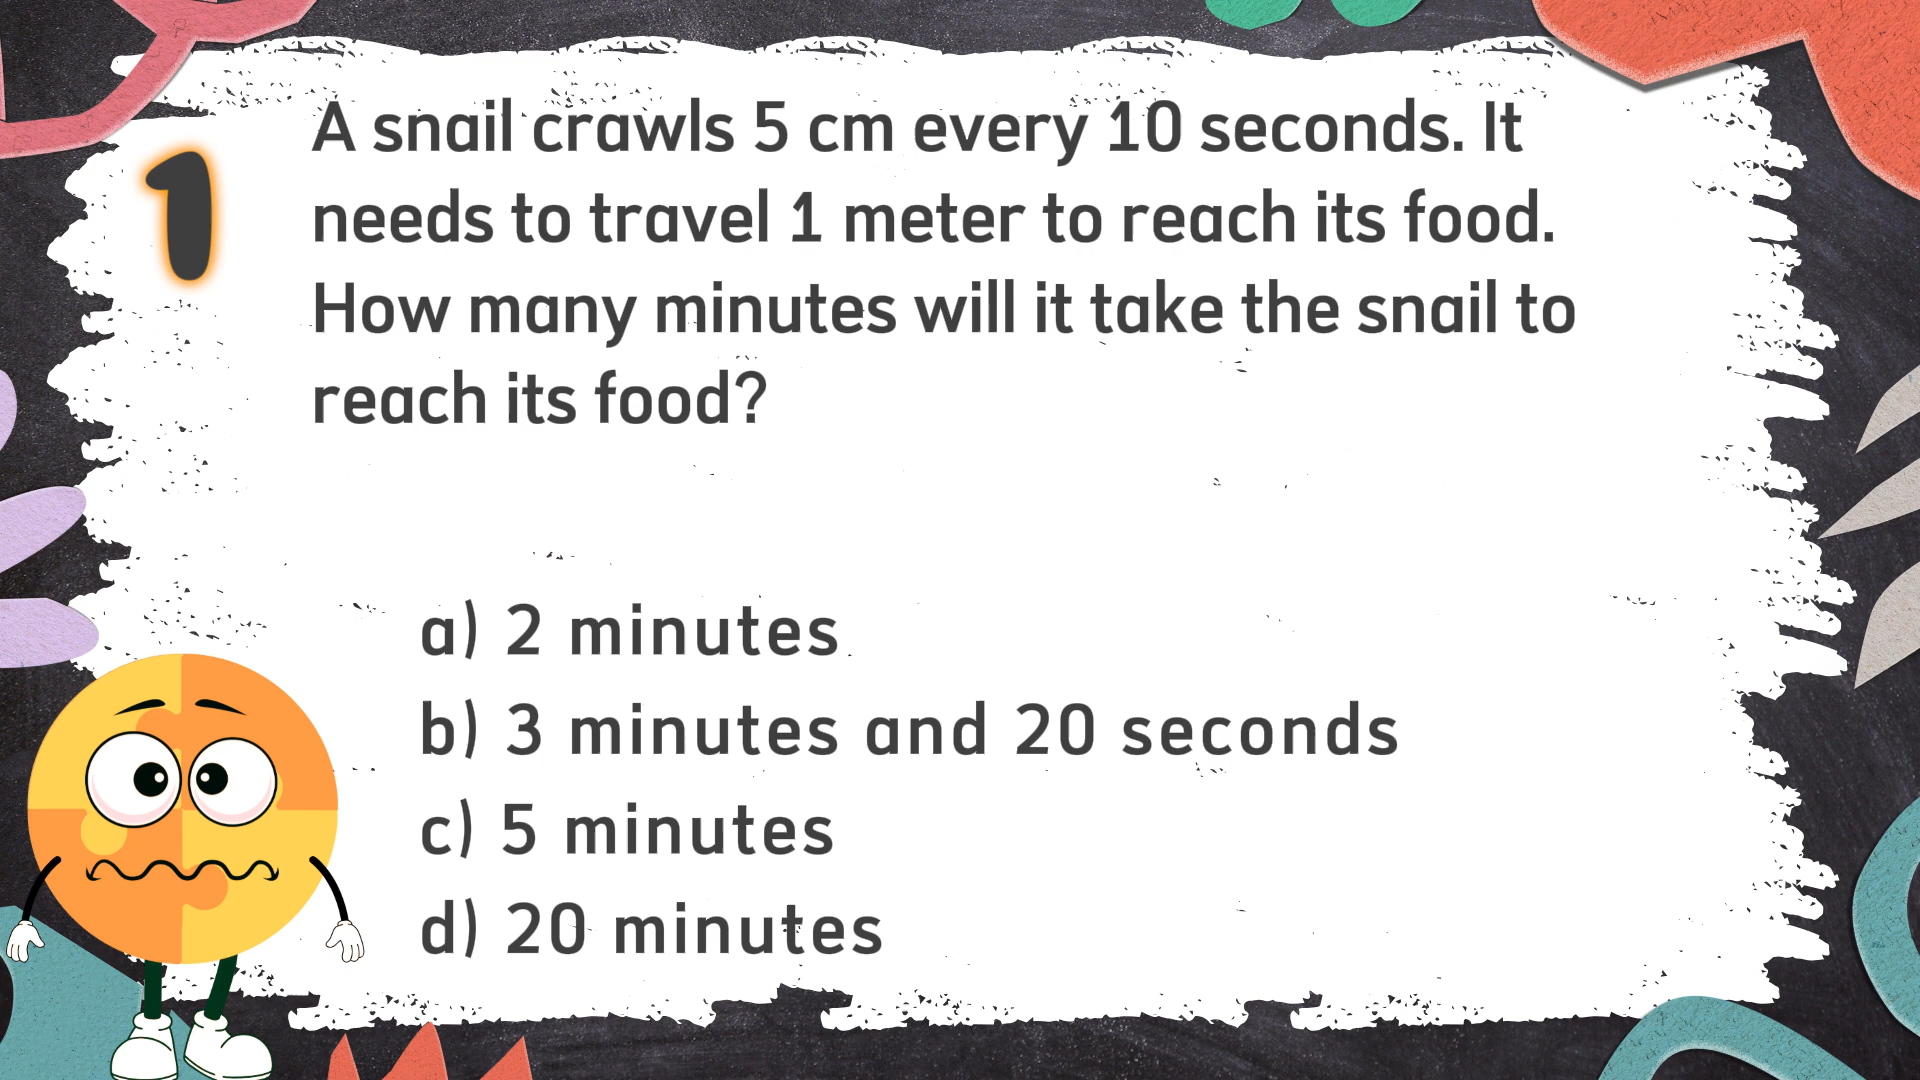 1
A snail crawls 5 cm every 10 seconds. It
needs to travel 1 meter to reach its food.
How many minutes will it take the snail to
reach its food?
a) 2 minutes
b) 3 minutes and 20 seconds
c) 5 minutes
d) 20 minutes